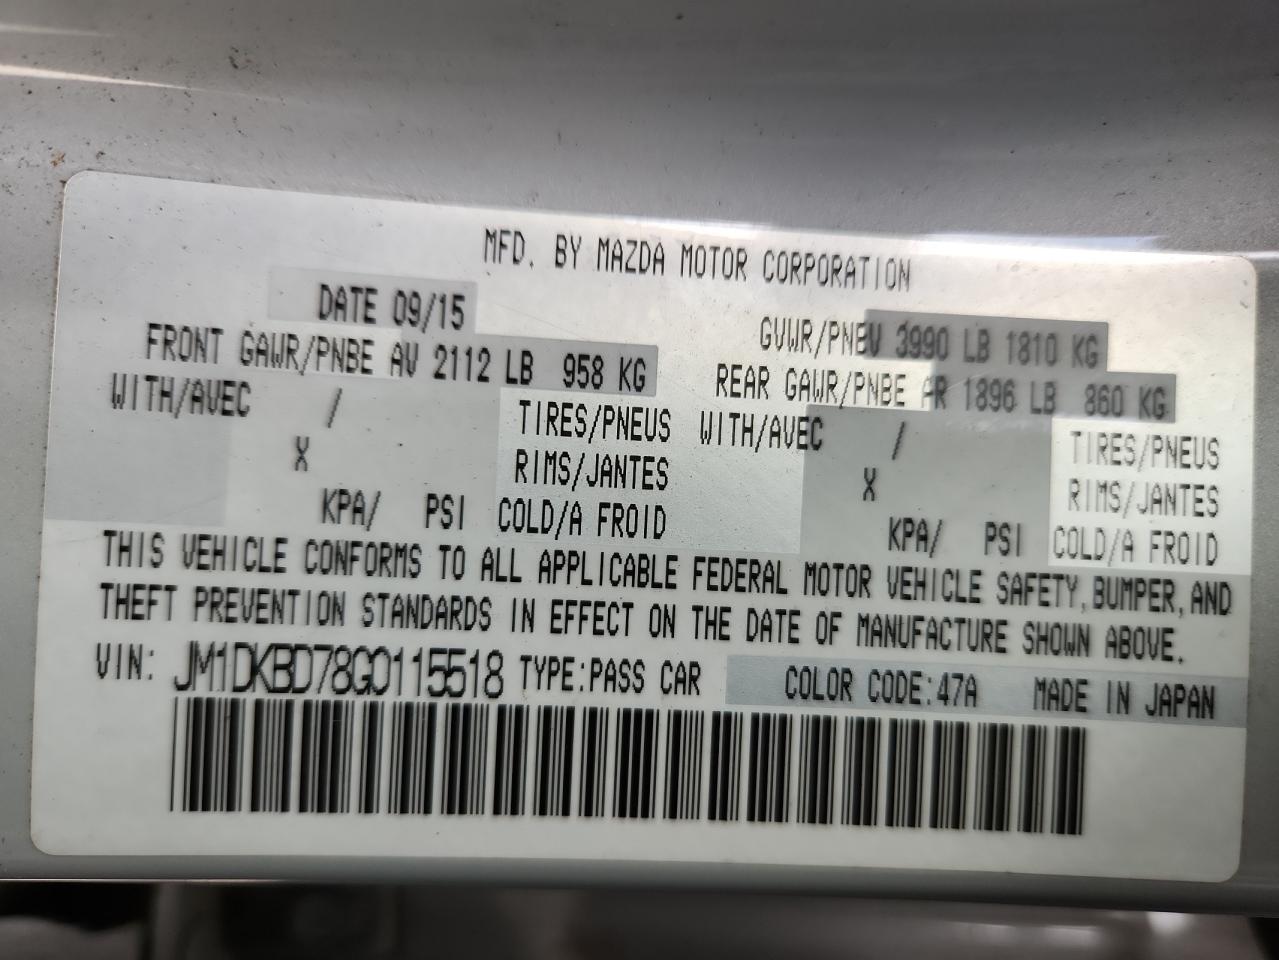 MFD. BY MAZDA MOTOR CORPORATION
DATE 09/15 GVWR/PNBV 3990 LB 1810 KG
FRONT GAWR/PNBE AV 2112 LB 958 KG REAR GAWR/PNBE AR 1896 LB 860 KG
WITH/AVEC / TIRES/PNEUS WITH/AVEC / TIRES/PNEUS
X RIMS/JANTES X RIMS/JANTES
KPA/ PSI COLD/A FROID KPA/ PSI COLD/A FROID
THIS VEHICLE CONFORMS TO ALL APPLICABLE FEDERAL MOTOR VEHICLE SAFETY, BUMPER, AND
THEFT PREVENTION STANDARDS IN EFFECT ON THE DATE OF MANUFACTURE SHOWN ABOVE.
VIN: JM1DKBD78G0115518 TYPE:PASS CAR COLOR CODE:47A MADE IN JAPAN